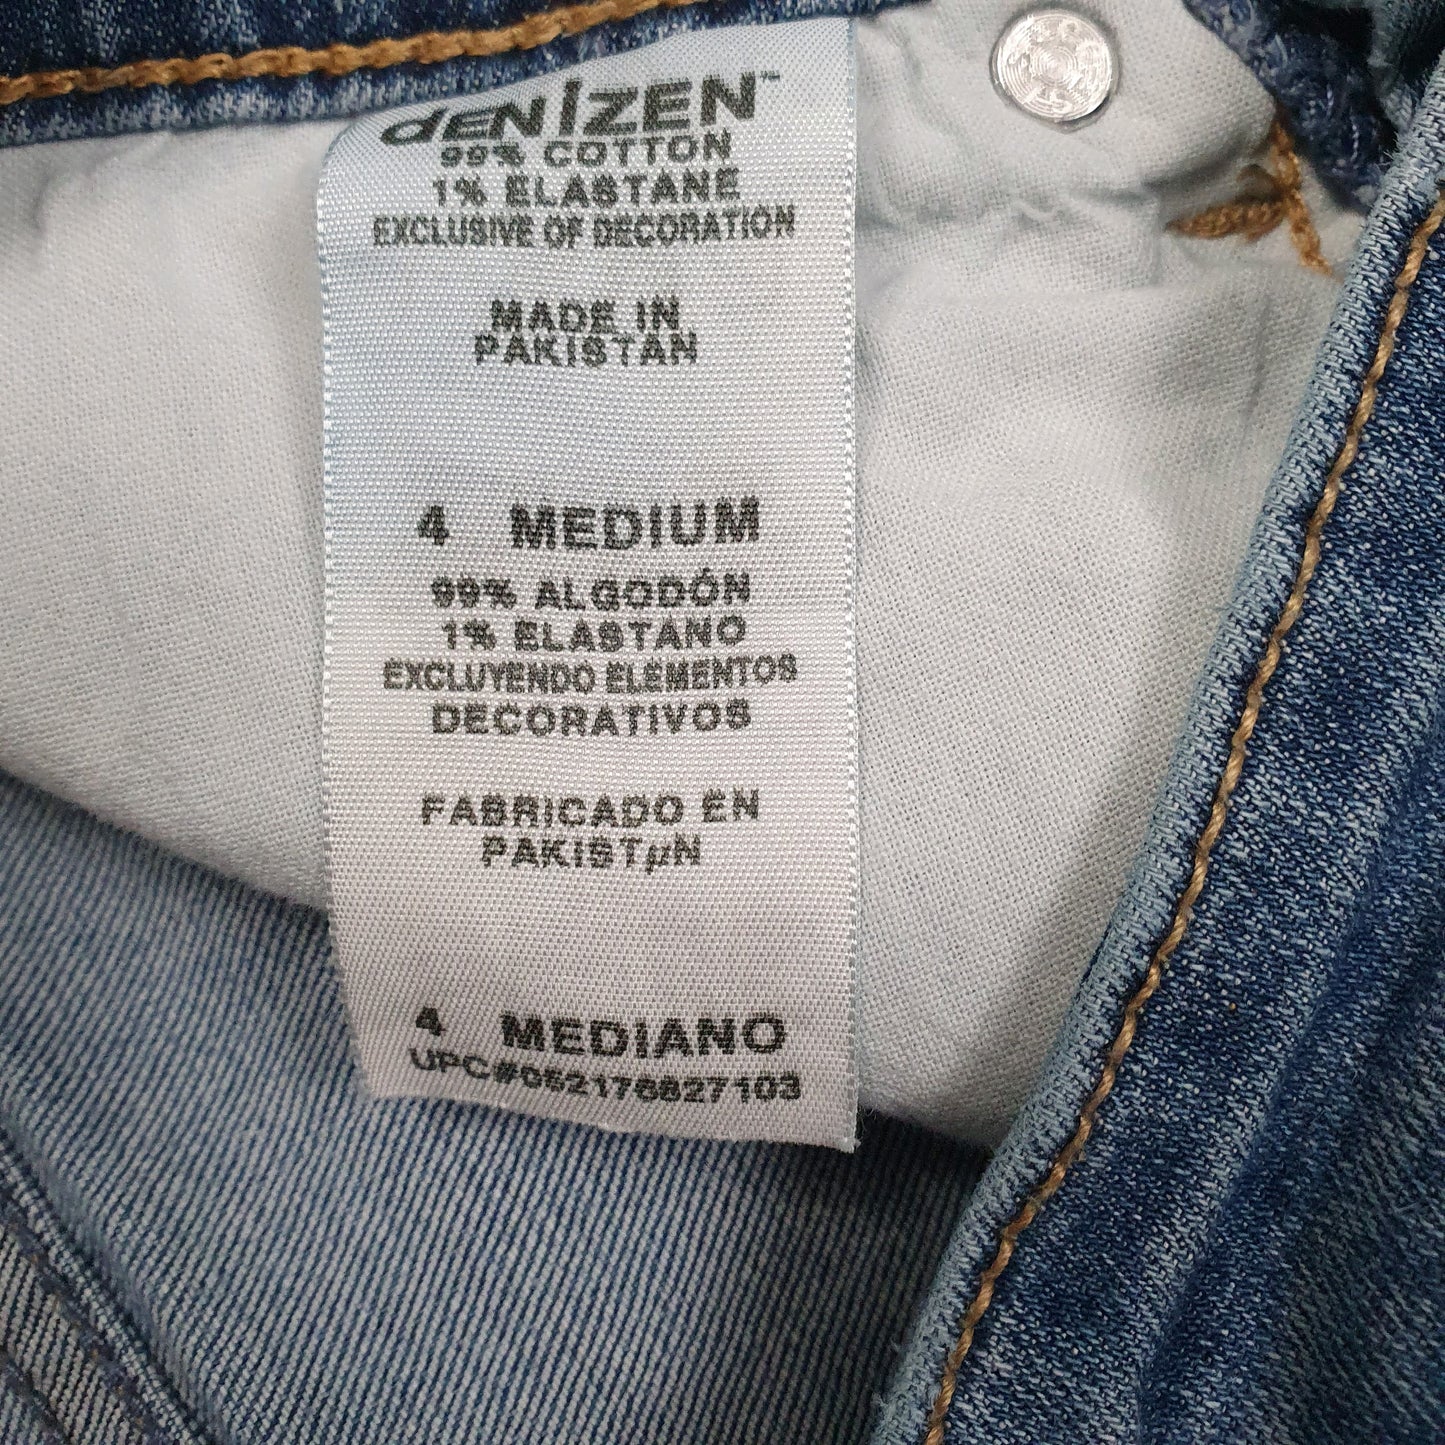 dENIZEN™
99% COTTON
1% ELASTANE
EXCLUSIVE OF DECORATION
MADE IN
PAKISTAN
4 MEDIUM
99% ALGODÓN
1% ELASTANO
EXCLUYENDO ELEMENTOS
DECORATIVOS
FABRICADO EN
PAKISTµN
4 MEDIANO
UPC#052176827103